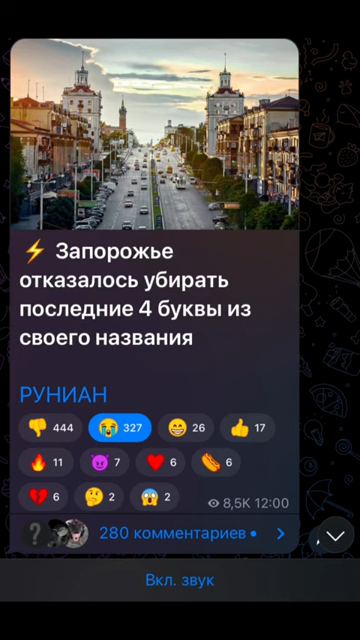 ⚡ Запорожье
отказалось убирать
последние 4 буквы из
своего названия
РУНИАН
👎 444 😭 327 😁 26 👍 17
🔥 11 😈 7 ❤️ 6 🌭 6
💔 6 🤔 2 😱 2 8,5K 12:00
280 комментариев
Вкл. звук